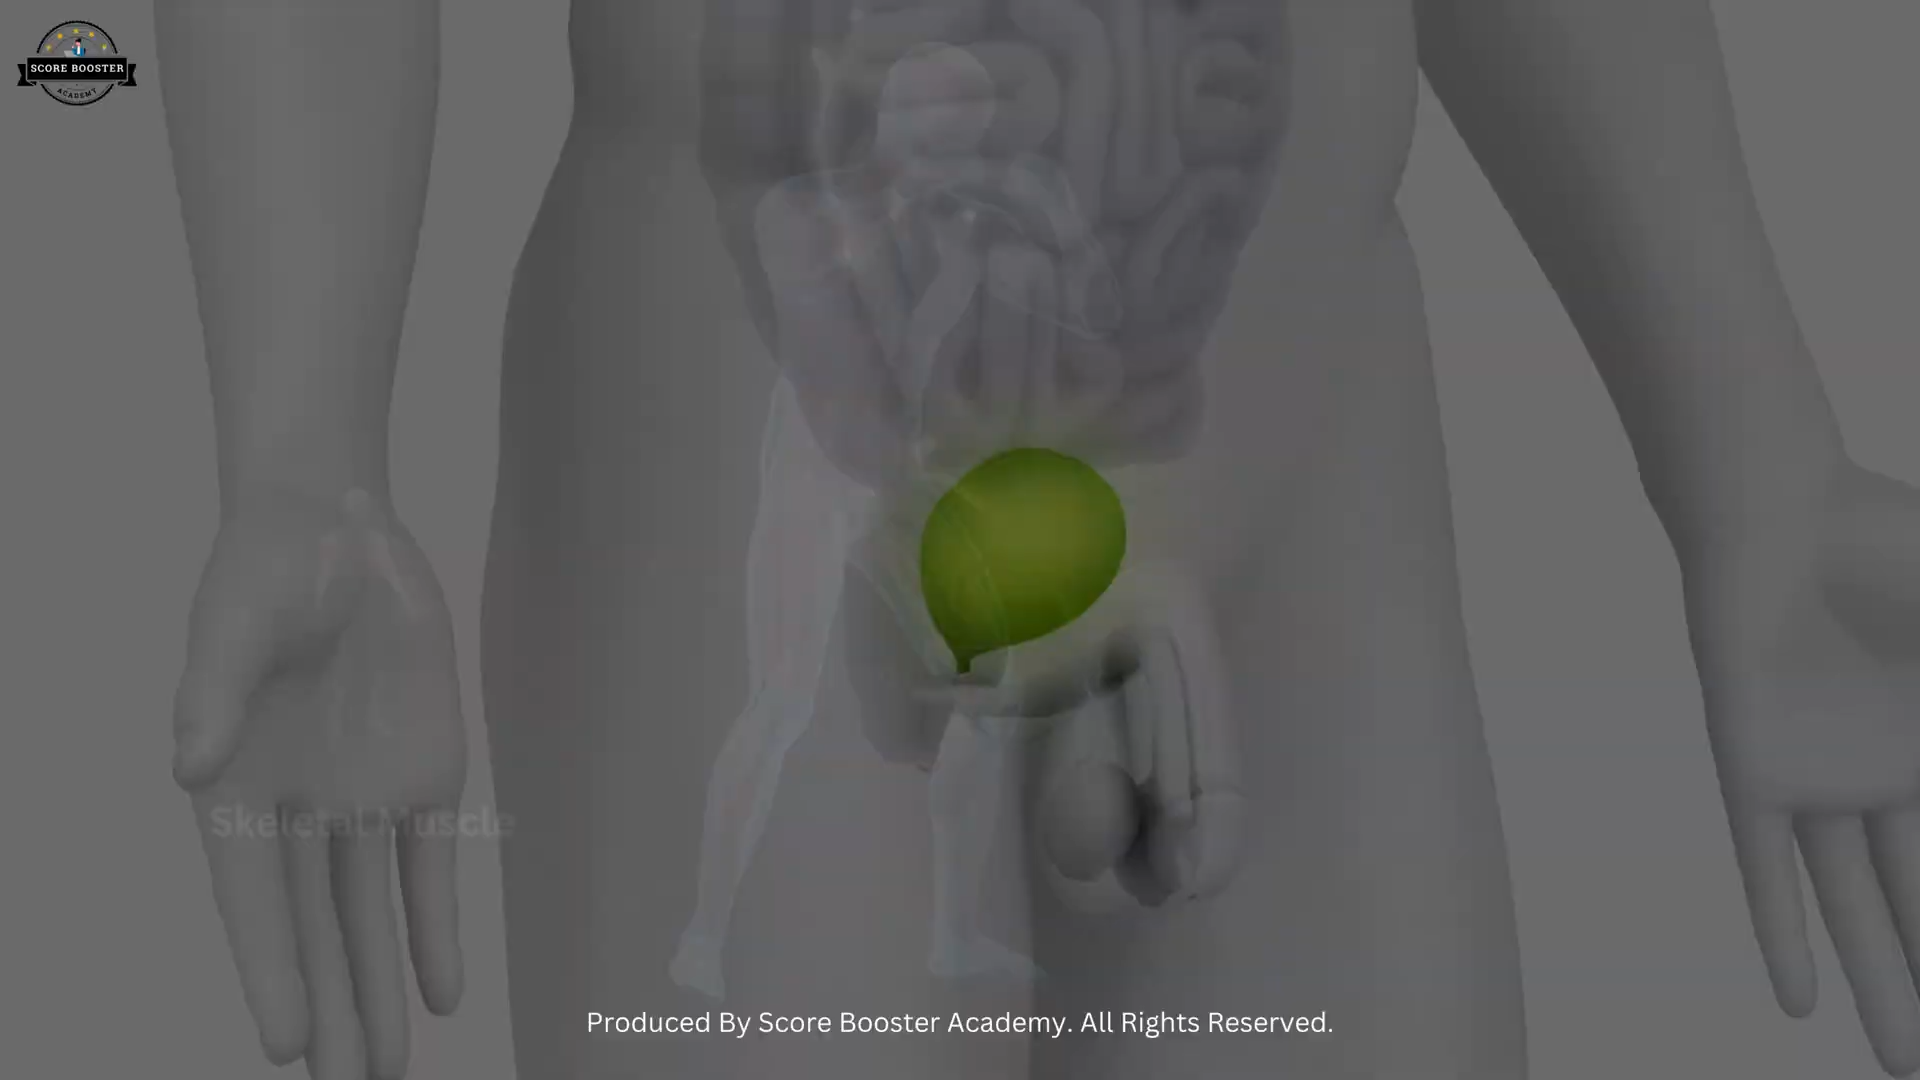 SCORE BOOSTER
ACADEMY
Skeletal Muscle
Produced By Score Booster Academy. All Rights Reserved.